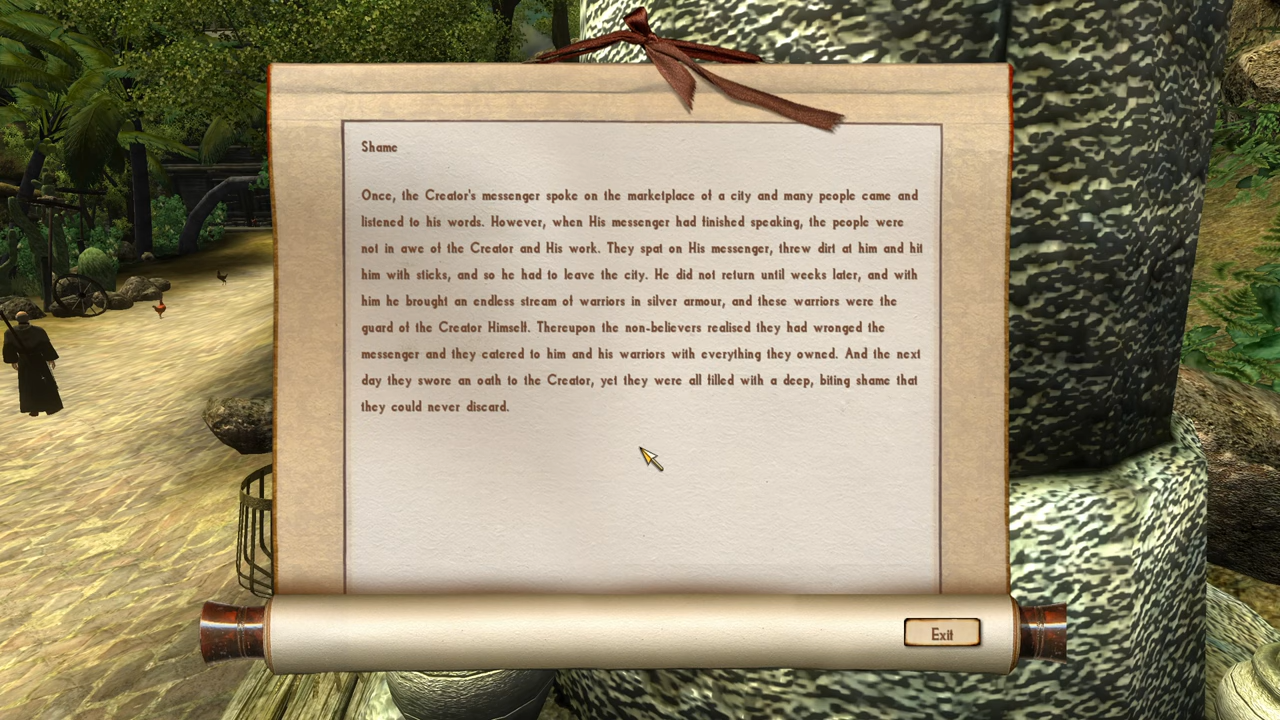 Shame
Once, the Creator's messenger spoke on the marketplace of a city and many people came and
listened to his words. However, when His messenger had finished speaking, the people were
not in awe of the Creator and His work. They spat on His messenger, threw dirt at him and hit
him with sticks, and so he had to leave the city. He did not return until weeks later, and with
him he brought an endless stream of warriors in silver armour, and these warriors were the
guard of the Creator Himself. Thereupon the non-believers realised they had wronged the
messenger and they catered to him and his warriors with everything they owned. And the next
day they swore an oath to the Creator, yet they were all filled with a deep, biting shame that
they could never discard.
Exit